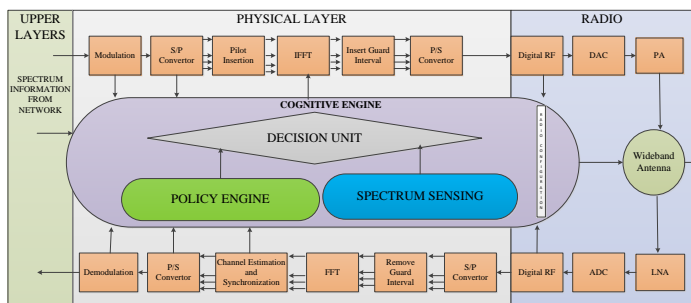 UPPER
LAYERS
PHYSICAL LAYER
RADIO
Modulation
S/P
Convertor
Pilot
Insertion
IFFT
Insert Guard
Interval
P/S
Convertor
Digital RF
DAC
PA
SPECTRUM
INFORMATION
FROM
NETWORK
COGNITIVE ENGINE
DECISION UNIT
POLICY ENGINE
SPECTRUM SENSING
RADIO CONFIGURATION
Wideband
Antenna
Demodulation
P/S
Convertor
Channel Estimation
and
Synchronization
FFT
Remove
Guard
Interval
S/P
Convertor
Digital RF
ADC
LNA